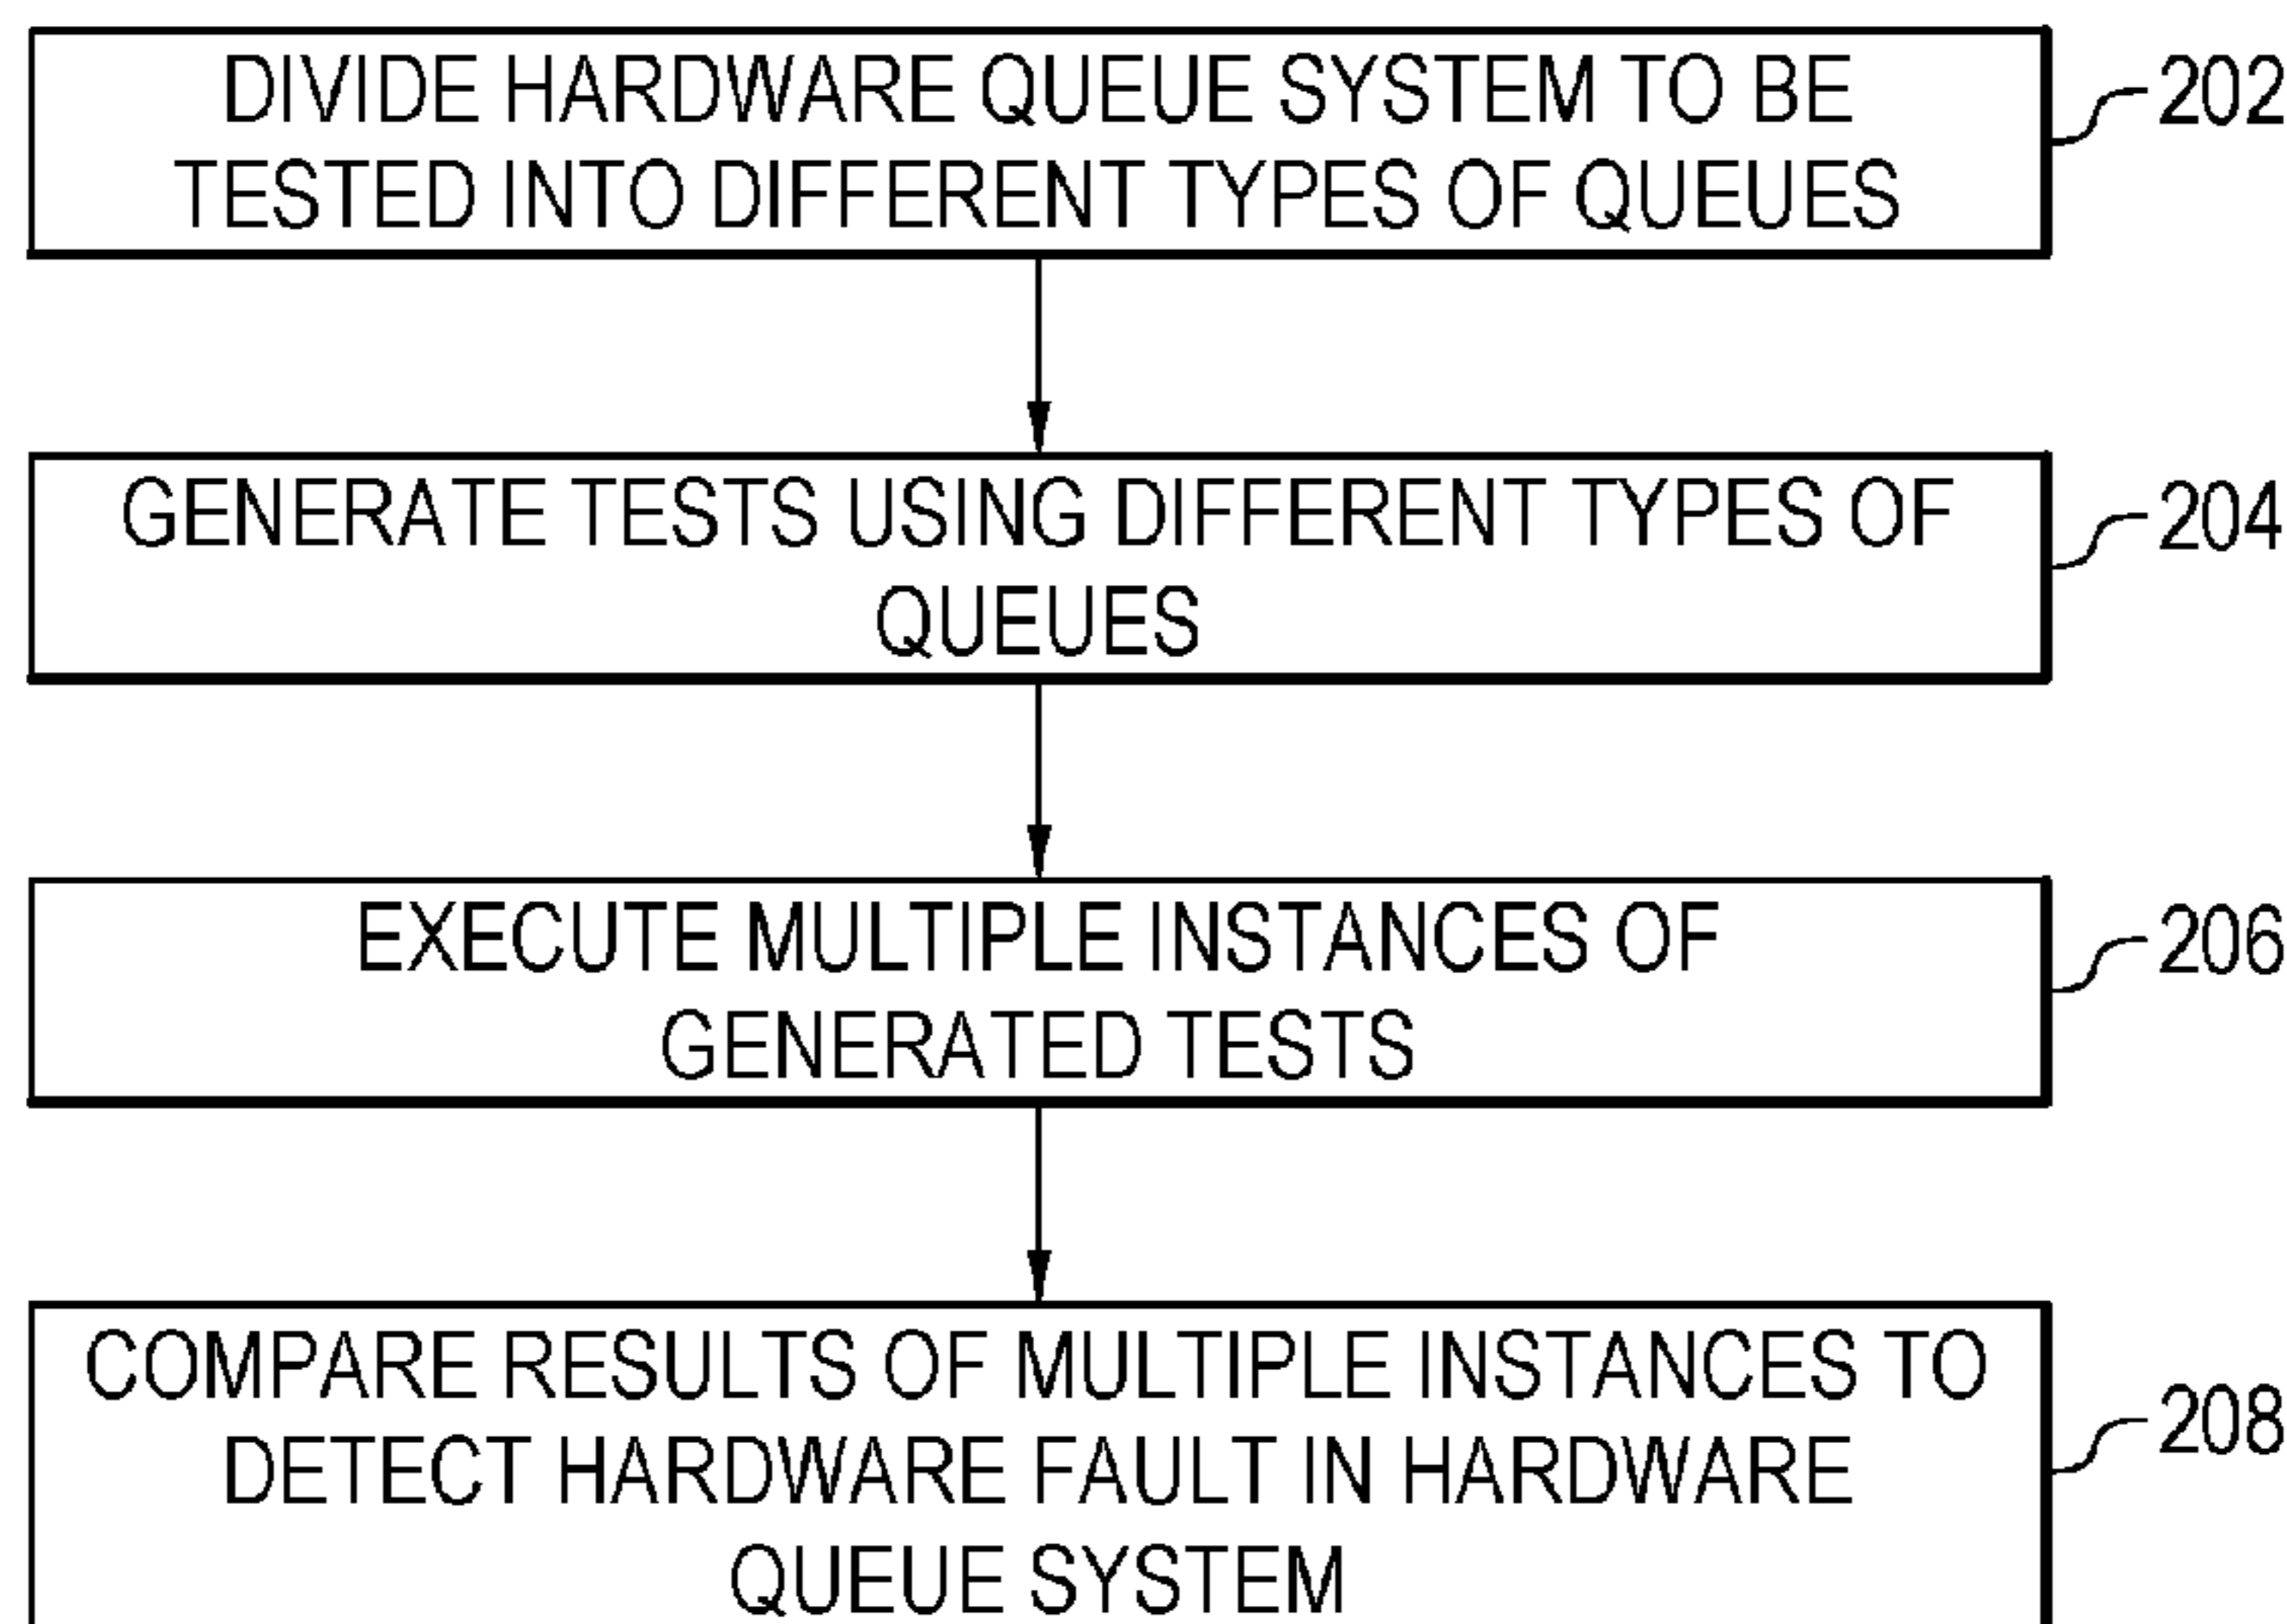 DIVIDE HARDWARE QUEUE SYSTEM TO BE
TESTED INTO DIFFERENT TYPES OF QUEUES
202
GENERATE TESTS USING DIFFERENT TYPES OF
QUEUES
204
EXECUTE MULTIPLE INSTANCES OF
GENERATED TESTS
206
COMPARE RESULTS OF MULTIPLE INSTANCES TO
DETECT HARDWARE FAULT IN HARDWARE
QUEUE SYSTEM
208